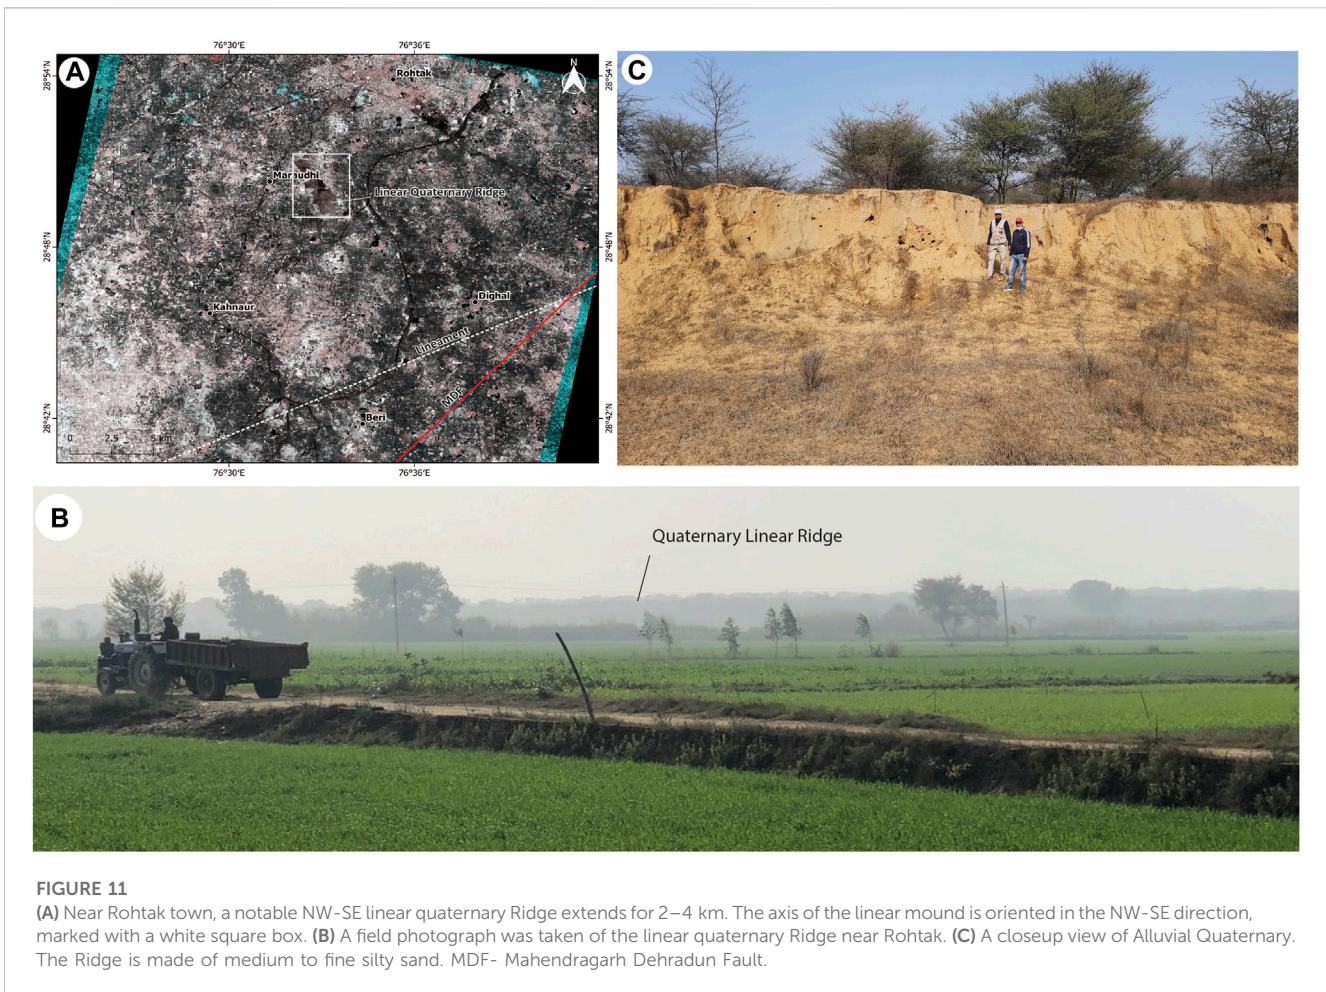 76°30'E 76°36'E
A
N
C
28°54'N
28°54'N
Rohtak
Maraudhi
Linear Quaternary Ridge
28°48'N
28°48'N
Kahnaur
Dighal
Lineament
MDF
Beri
28°42'N
28°42'N
0 2.5 5 km
76°30'E 76°36'E
B
Quaternary Linear Ridge
FIGURE 11
(A) Near Rohtak town, a notable NW-SE linear quaternary Ridge extends for 2–4 km. The axis of the linear mound is oriented in the NW-SE direction,
marked with a white square box. (B) A field photograph was taken of the linear quaternary Ridge near Rohtak. (C) A closeup view of Alluvial Quaternary.
The Ridge is made of medium to fine silty sand. MDF- Mahendragarh Dehradun Fault.